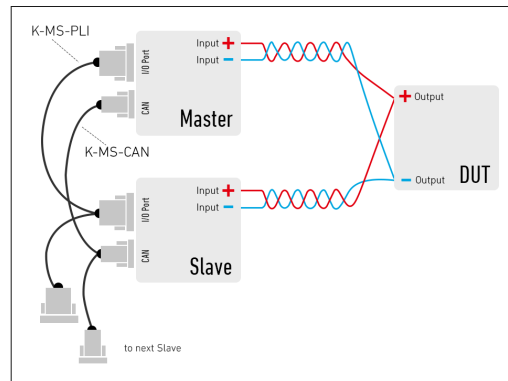 K-MS-PLI
I/O Port
Input +
Input −
CAN
Master
+ Output
K-MS-CAN
− Output
DUT
I/O Port
Input +
Input −
CAN
Slave
to next Slave